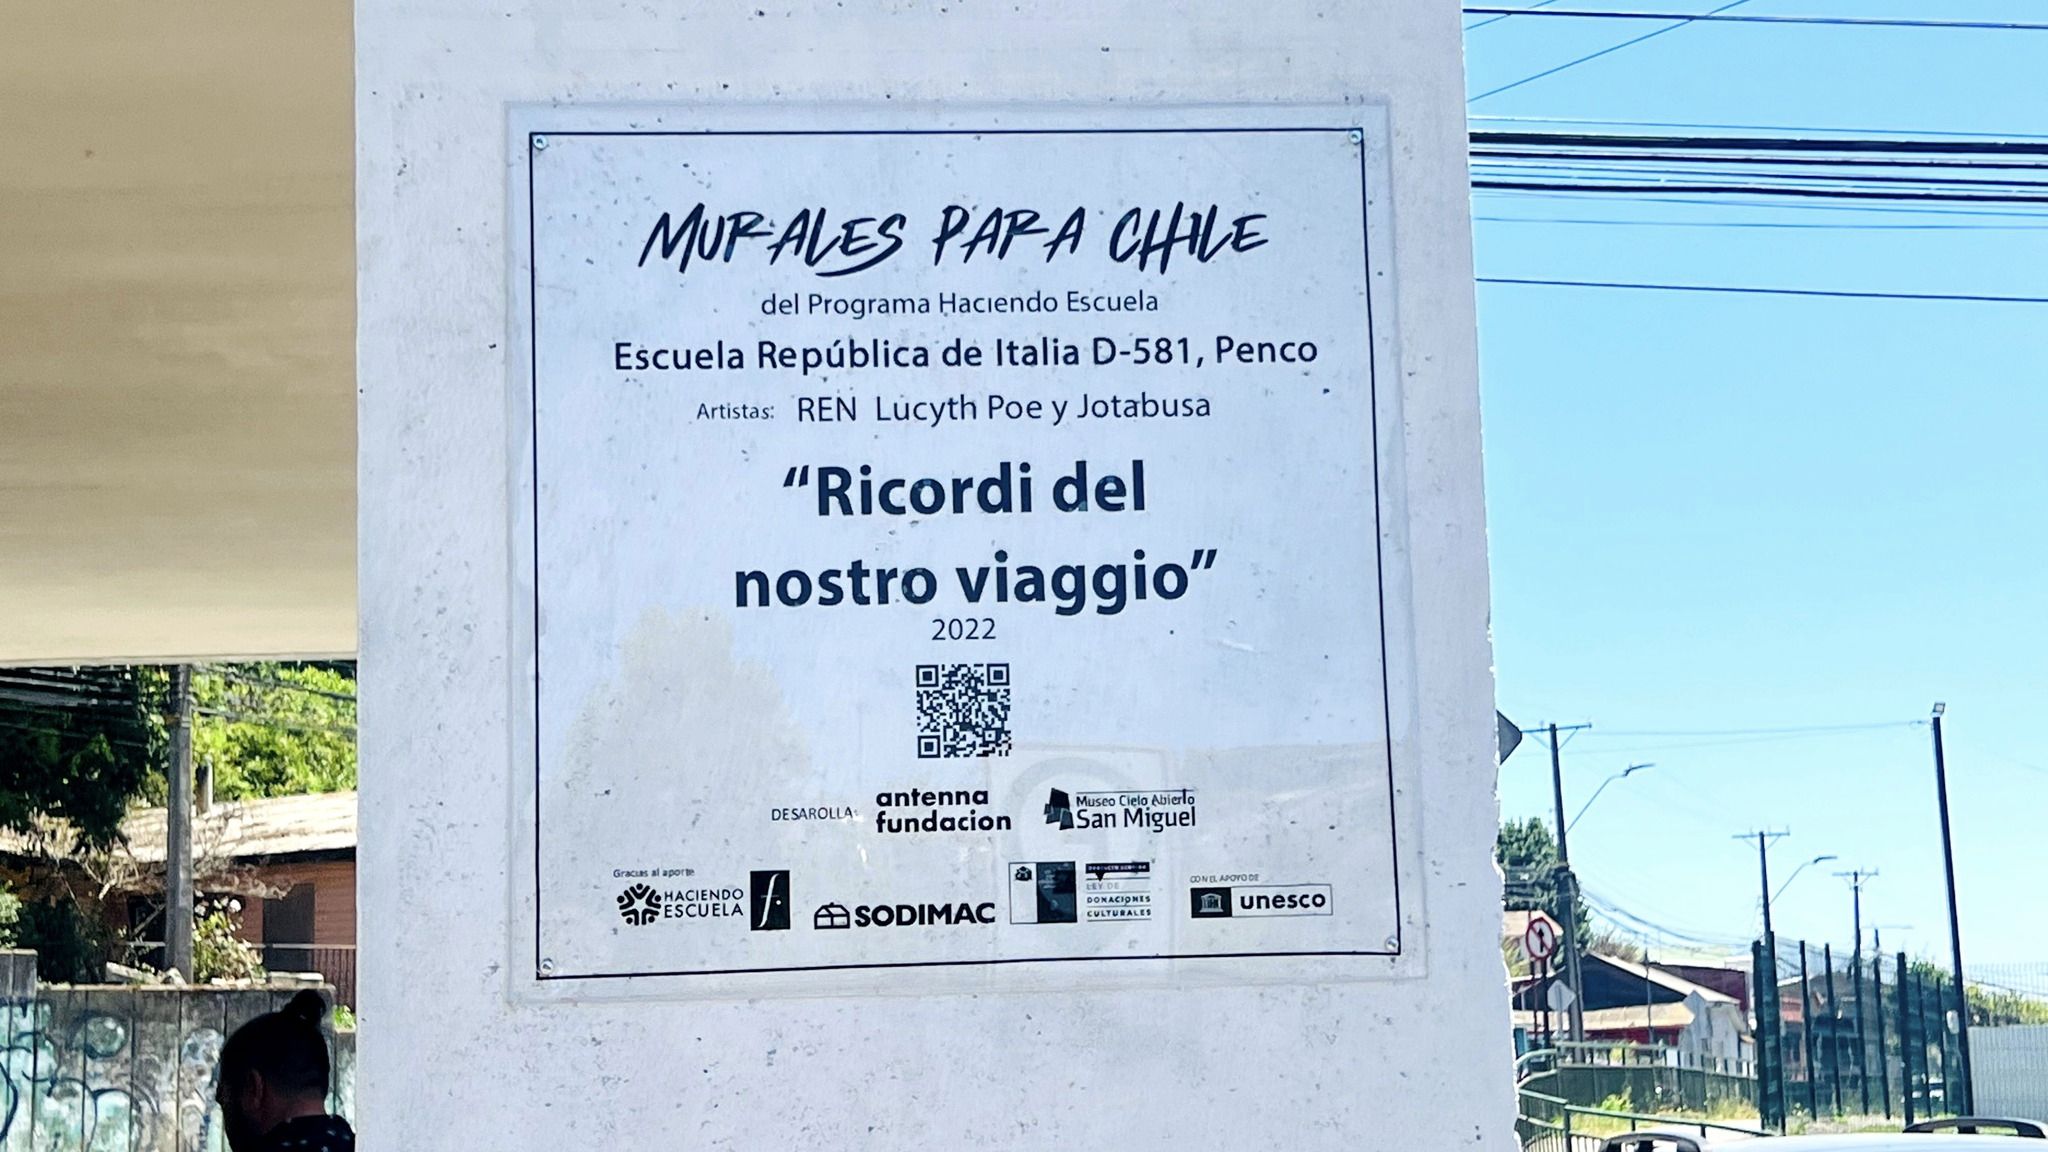 MURALES PARA CHILE
del Programa Haciendo Escuela
Escuela República de Italia D-581, Penco
Artistas: REN Lucyth Poe y Jotabusa
“Ricordi del
nostro viaggio”
2022
DESAROLLA:
antenna
fundacion
Museo Cielo Abierto
San Miguel
Gracias al aporte
HACIENDO
ESCUELA
f.
SODIMAC
LEY DE
DONACIONES
CULTURALES
CON EL APOYO DE
unesco